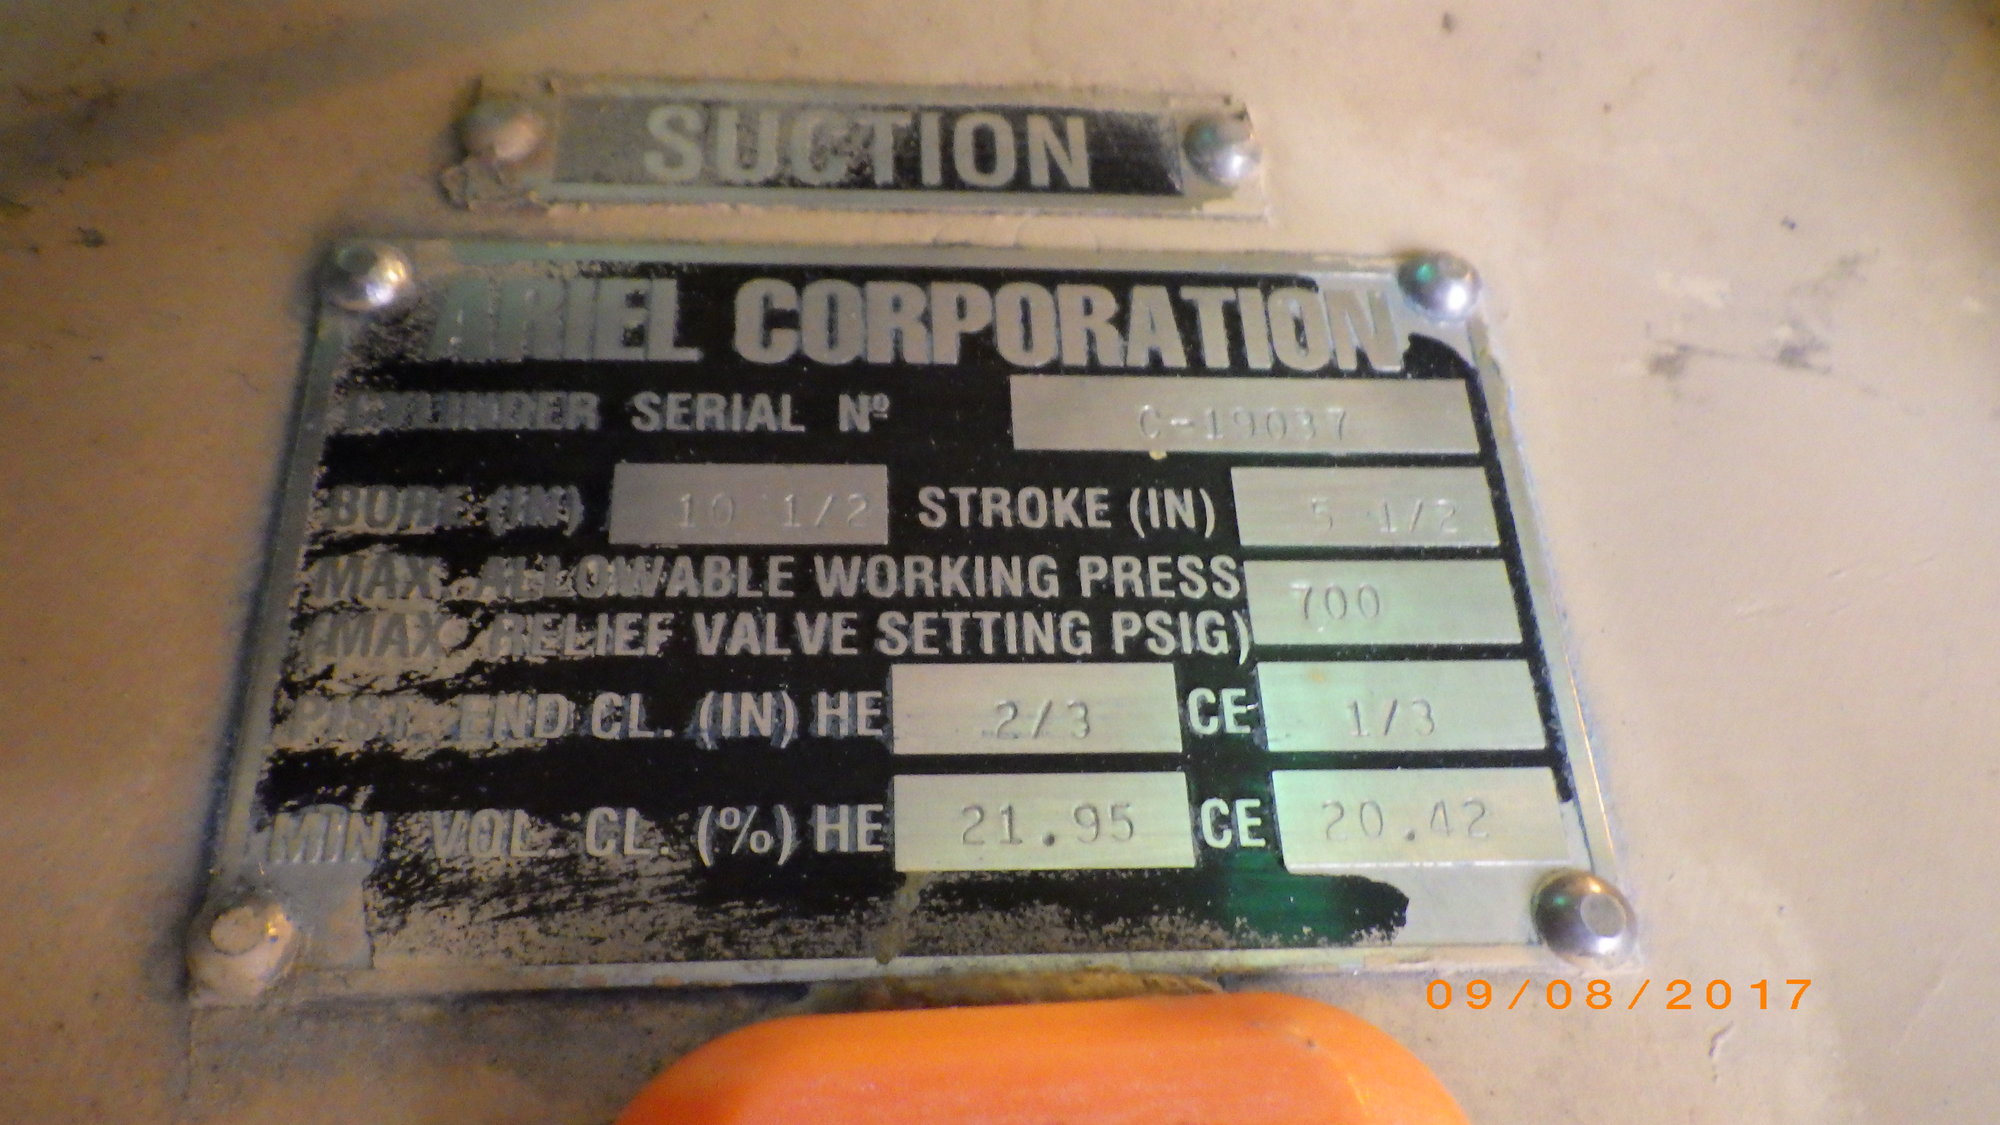 SUCTION
ARIEL CORPORATION
CYLINDER SERIAL Nº C-19037
BORE (IN) 10 1/2 STROKE (IN) 5 1/2
MAX. ALLOWABLE WORKING PRESS 700
(MAX. RELIEF VALVE SETTING PSIG)
PIST. END CL. (IN) HE 2/3 CE 1/3
MIN. VOL. CL. (%) HE 21.95 CE 20.42
09/08/2017